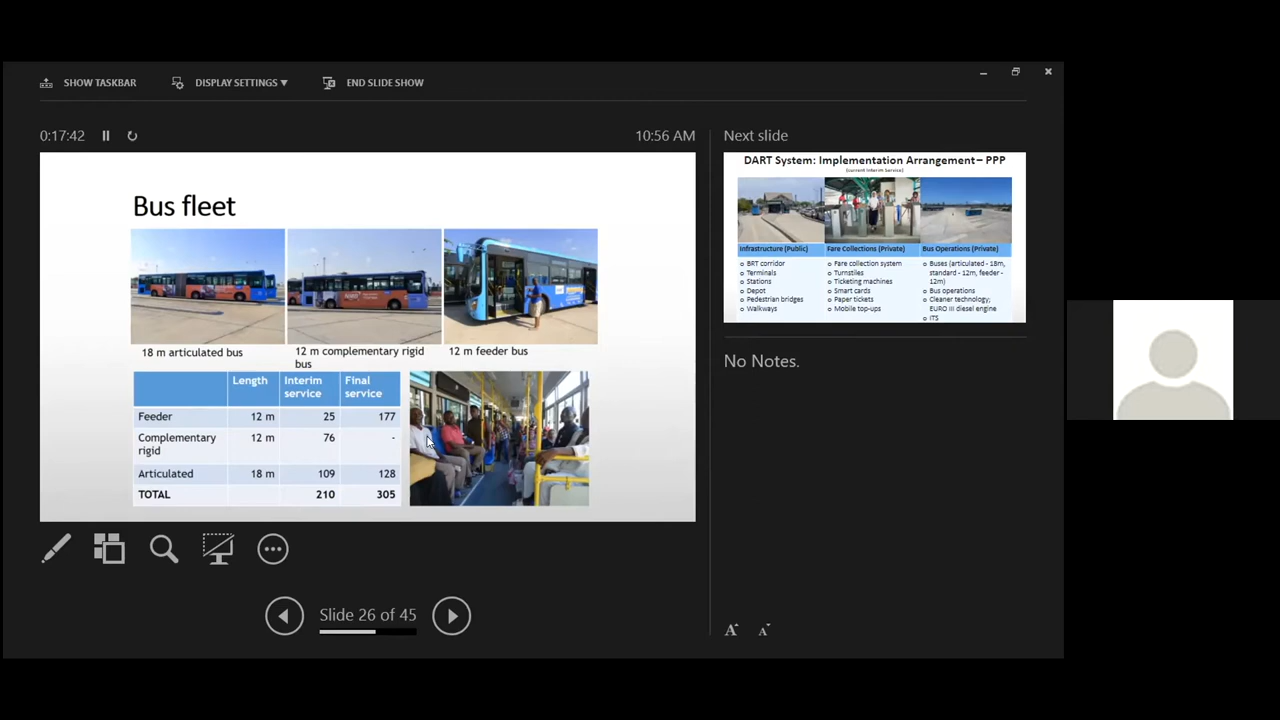 SHOW TASKBAR
DISPLAY SETTINGS ▼
END SLIDE SHOW
0:17:42
10:56 AM
Bus fleet
18 m articulated bus
12 m complementary rigid
bus
12 m feeder bus
Length Interim Final
service service
Feeder 12 m 25 177
Complementary 12 m 76 -
rigid
Articulated 18 m 109 128
TOTAL 210 305
Slide 26 of 45
Next slide
DART System: Implementation Arrangement – PPP
(current Interim Service)
Infrastructure (Public)
o BRT corridor
o Terminals
o Stations
o Depot
o Pedestrian bridges
o Walkways
Fare Collections (Private)
o Fare collection system
o Turnstiles
o Ticketing machines
o Smart cards
o Paper tickets
o Mobile top-ups
Bus Operations (Private)
o Buses (articulated - 18m,
standard - 12m, feeder -
12m)
o Bus operations
o Cleaner technology;
EURO III diesel engine
o ITS
No Notes.
A A